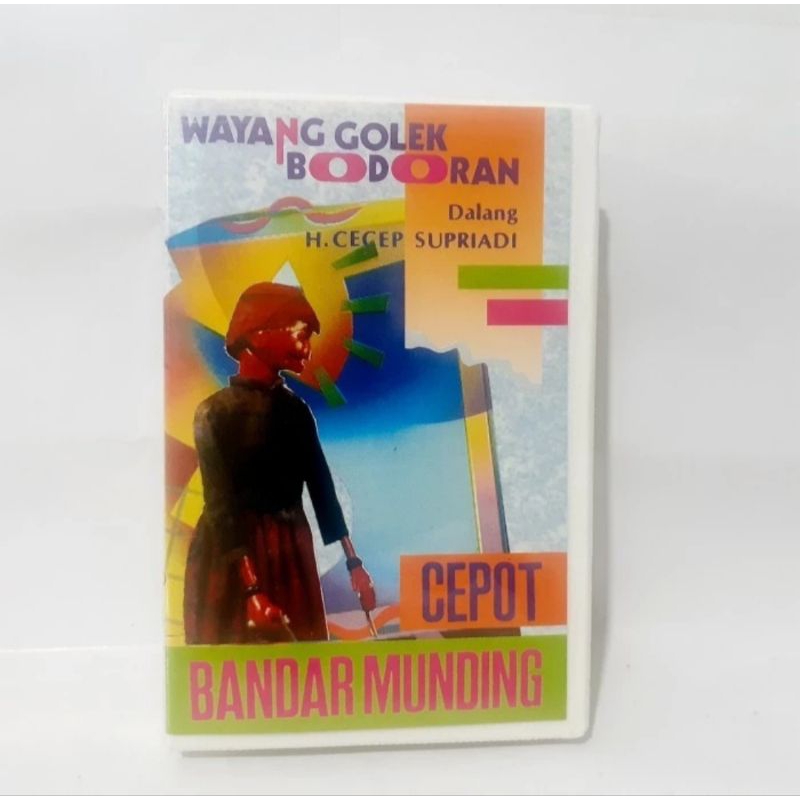 WAYANG GOLEK
BODORAN
Dalang
H. CECEP SUPRIADI
CEPOT
BANDAR MUNDING